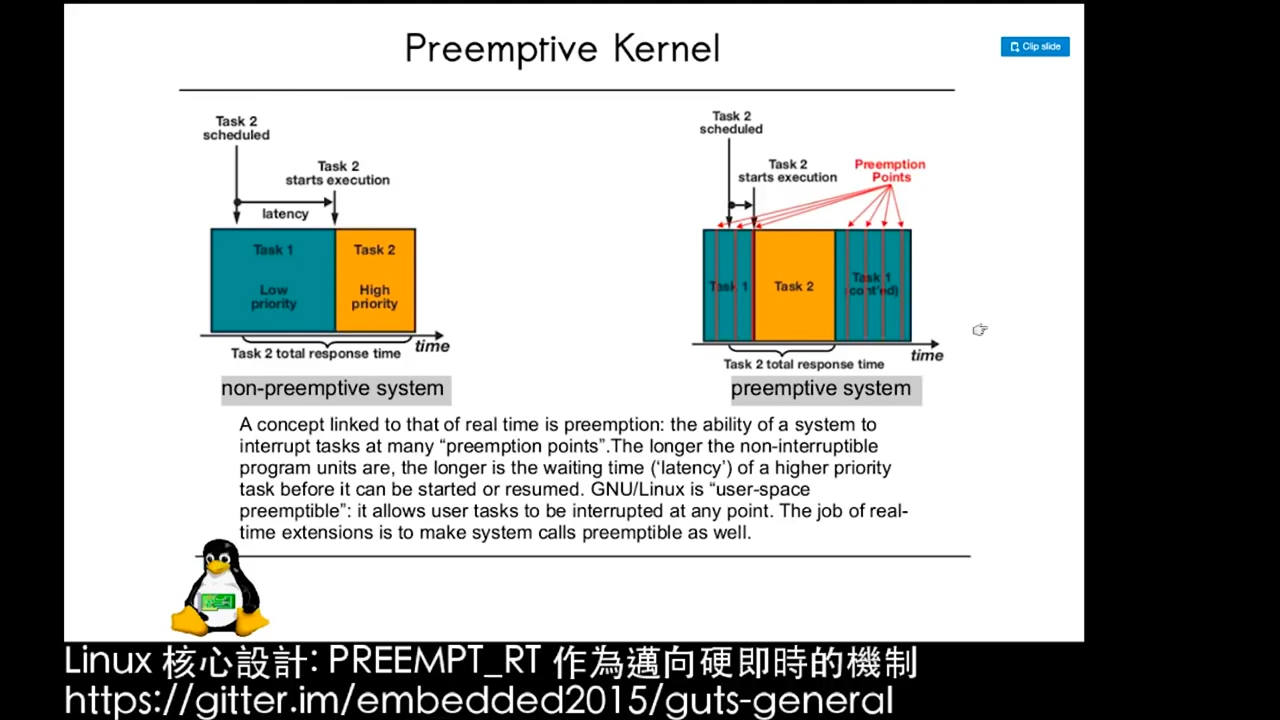 Preemptive Kernel
Clip slide
Task 2
scheduled
Task 2
starts execution
latency
Task 1
Low
priority
Task 2
High
priority
Task 2 total response time
time
non-preemptive system
Task 2
scheduled
Task 2
starts execution
Preemption
Points
Task 1
Task 2
Task 1
(cont'ed)
Task 2 total response time
time
preemptive system
A concept linked to that of real time is preemption: the ability of a system to
interrupt tasks at many “preemption points”.The longer the non-interruptible
program units are, the longer is the waiting time (‘latency’) of a higher priority
task before it can be started or resumed. GNU/Linux is “user-space
preemptible”: it allows user tasks to be interrupted at any point. The job of real-
time extensions is to make system calls preemptible as well.
Linux 核心設計: PREEMPT_RT 作為邁向硬即時的機制
https://gitter.im/embedded2015/guts-general